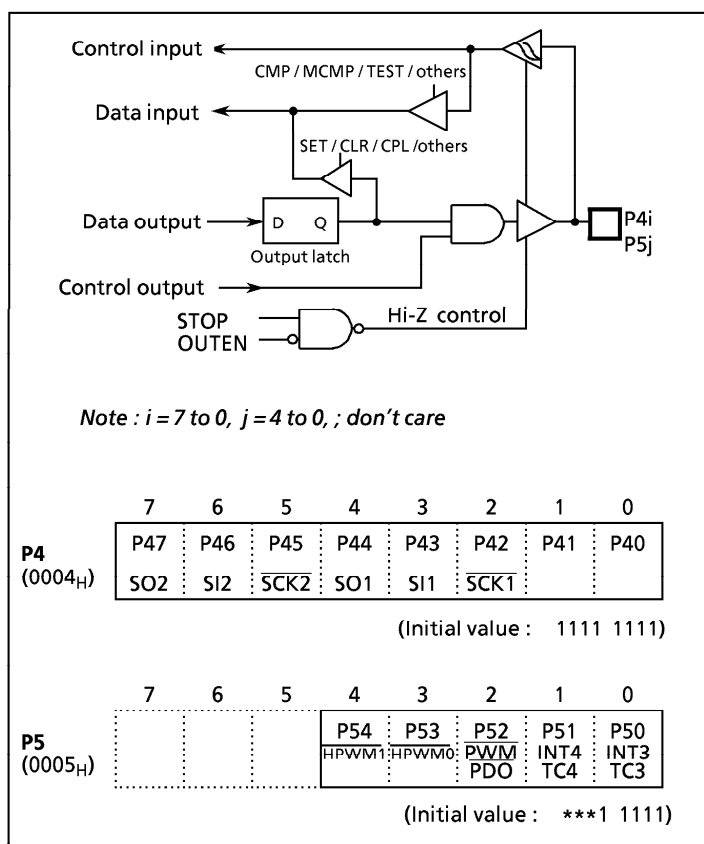 Control input
CMP / MCMP / TEST / others
Data input
SET / CLR / CPL /others
Data output
D Q
P4i
P5j
Output latch
Control output
STOP
OUTEN
Hi-Z control
Note : i = 7 to 0, j = 4 to 0, ; don't care
7 6 5 4 3 2 1 0
P4
(0004H)
P47 P46 P45 P44 P43 P42 P41 P40
SO2 SI2 SCK2 SO1 SI1 SCK1
(Initial value : 1111 1111)
7 6 5 4 3 2 1 0
P5
(0005H)
P54 P53 P52 P51 P50
HPWM1 HPWM0 PWM INT4 INT3
PDO TC4 TC3
(Initial value : ***1 1111)